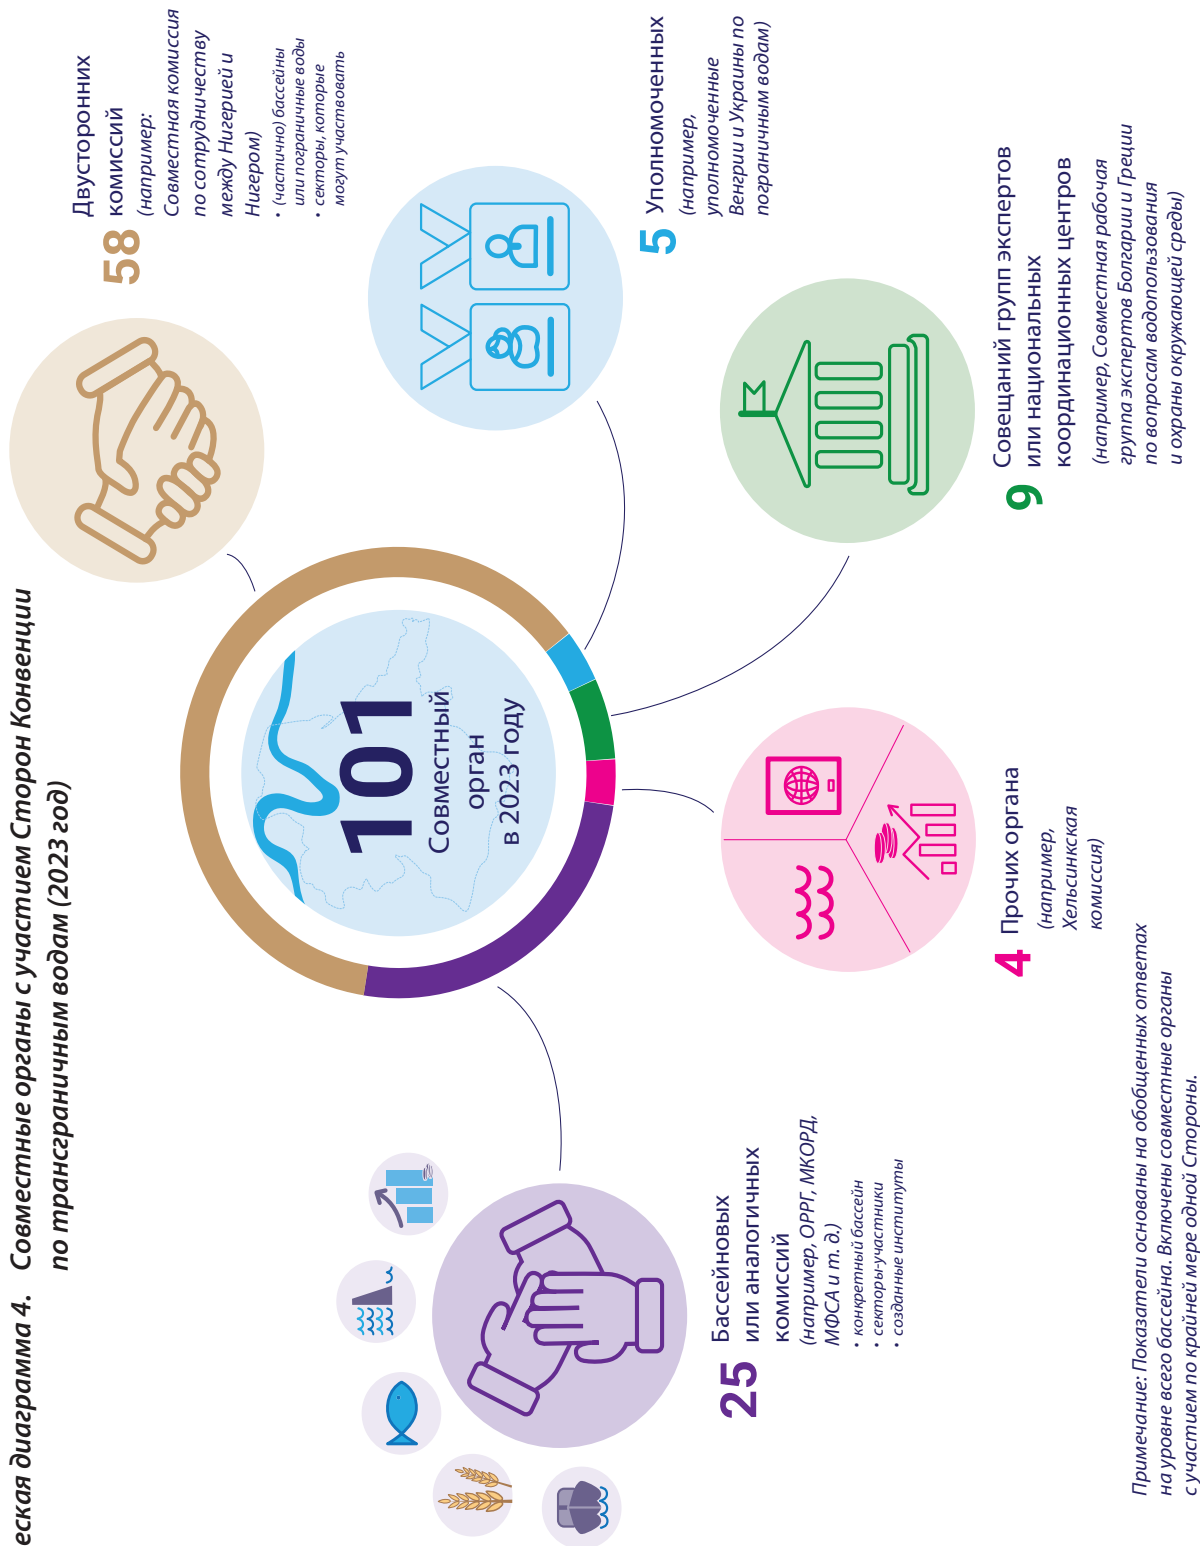 еская диаграмма 4. Совместные органы с участием Сторон Конвенции
по трансграничным водам (2023 год)
58
Двусторонних
комиссий
(например:
Совместная комиссия
по сотрудничеству
между Нигерией и
Нигером)
• (частично) бассейны
или пограничные воды
• секторы, которые
могут участвовать
5
Уполномоченных
(например,
уполномоченные
Венгрии и Украины по
пограничным водам)
101
Совместный
орган
в 2023 году
9
Совещаний групп экспертов
или национальных
координационных центров
(например, Совместная рабочая
группа экспертов Болгарии и Греции
по вопросам водопользования
и охраны окружающей среды)
4
Прочих органа
(например,
Хельсинкская
комиссия)
25
Бассейновых
или аналогичных
комиссий
(например, ОРРГ, МКОРД,
МФСА и т. д.)
• конкретный бассейн
• секторы-участники
• созданные институты
Примечание: Показатели основаны на обобщенных ответах
на уровне всего бассейна. Включены совместные органы
с участием по крайней мере одной Стороны.